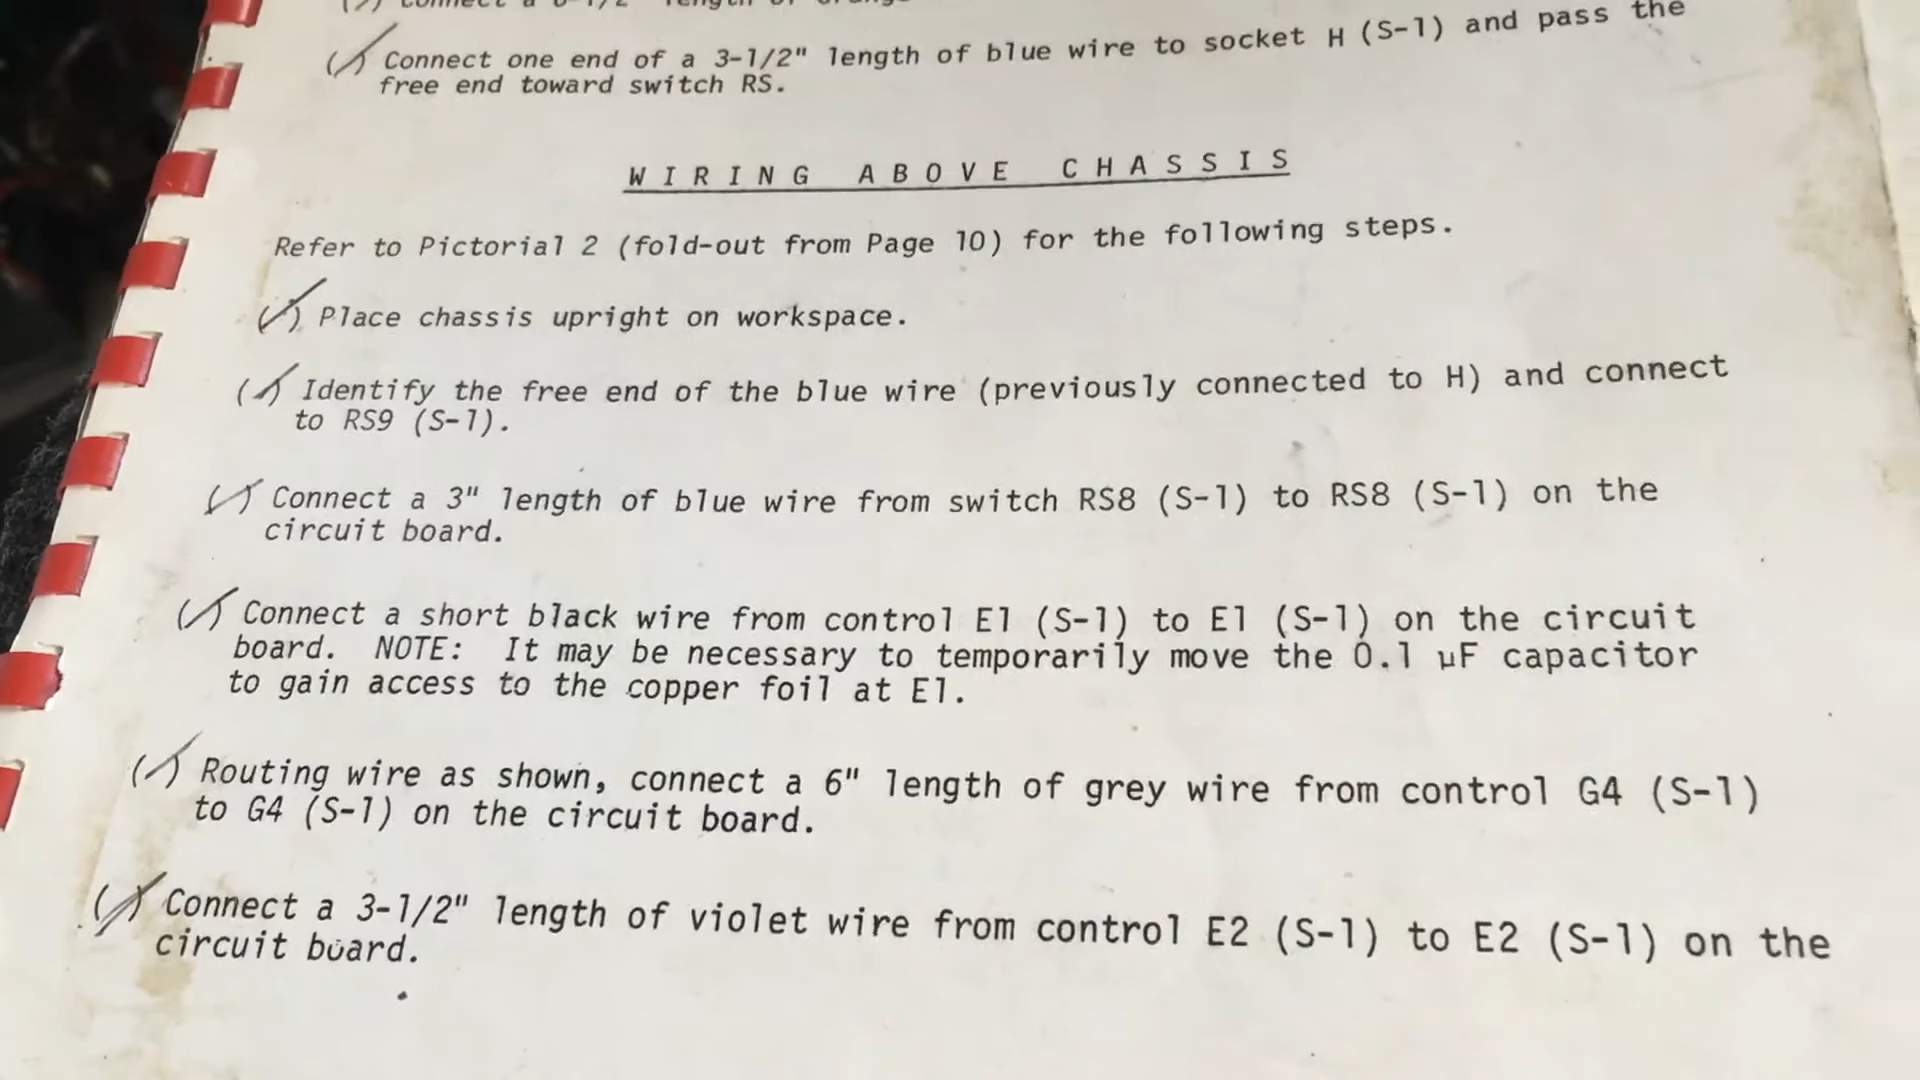 length of
(✓) Connect one end of a 3-1/2" length of blue wire to socket H (S-1) and pass the
free end toward switch RS.
WIRING ABOVE CHASSIS
Refer to Pictorial 2 (fold-out from Page 10) for the following steps.
(✓) Place chassis upright on workspace.
(✓) Identify the free end of the blue wire (previously connected to H) and connect
to RS9 (S-1).
(✓) Connect a 3" length of blue wire from switch RS8 (S-1) to RS8 (S-1) on the
circuit board.
(✓) Connect a short black wire from control E1 (S-1) to E1 (S-1) on the circuit
board. NOTE: It may be necessary to temporarily move the 0.1 µF capacitor
to gain access to the copper foil at E1.
(✓) Routing wire as shown, connect a 6" length of grey wire from control G4 (S-1)
to G4 (S-1) on the circuit board.
(✓) Connect a 3-1/2" length of violet wire from control E2 (S-1) to E2 (S-1) on the
circuit board.